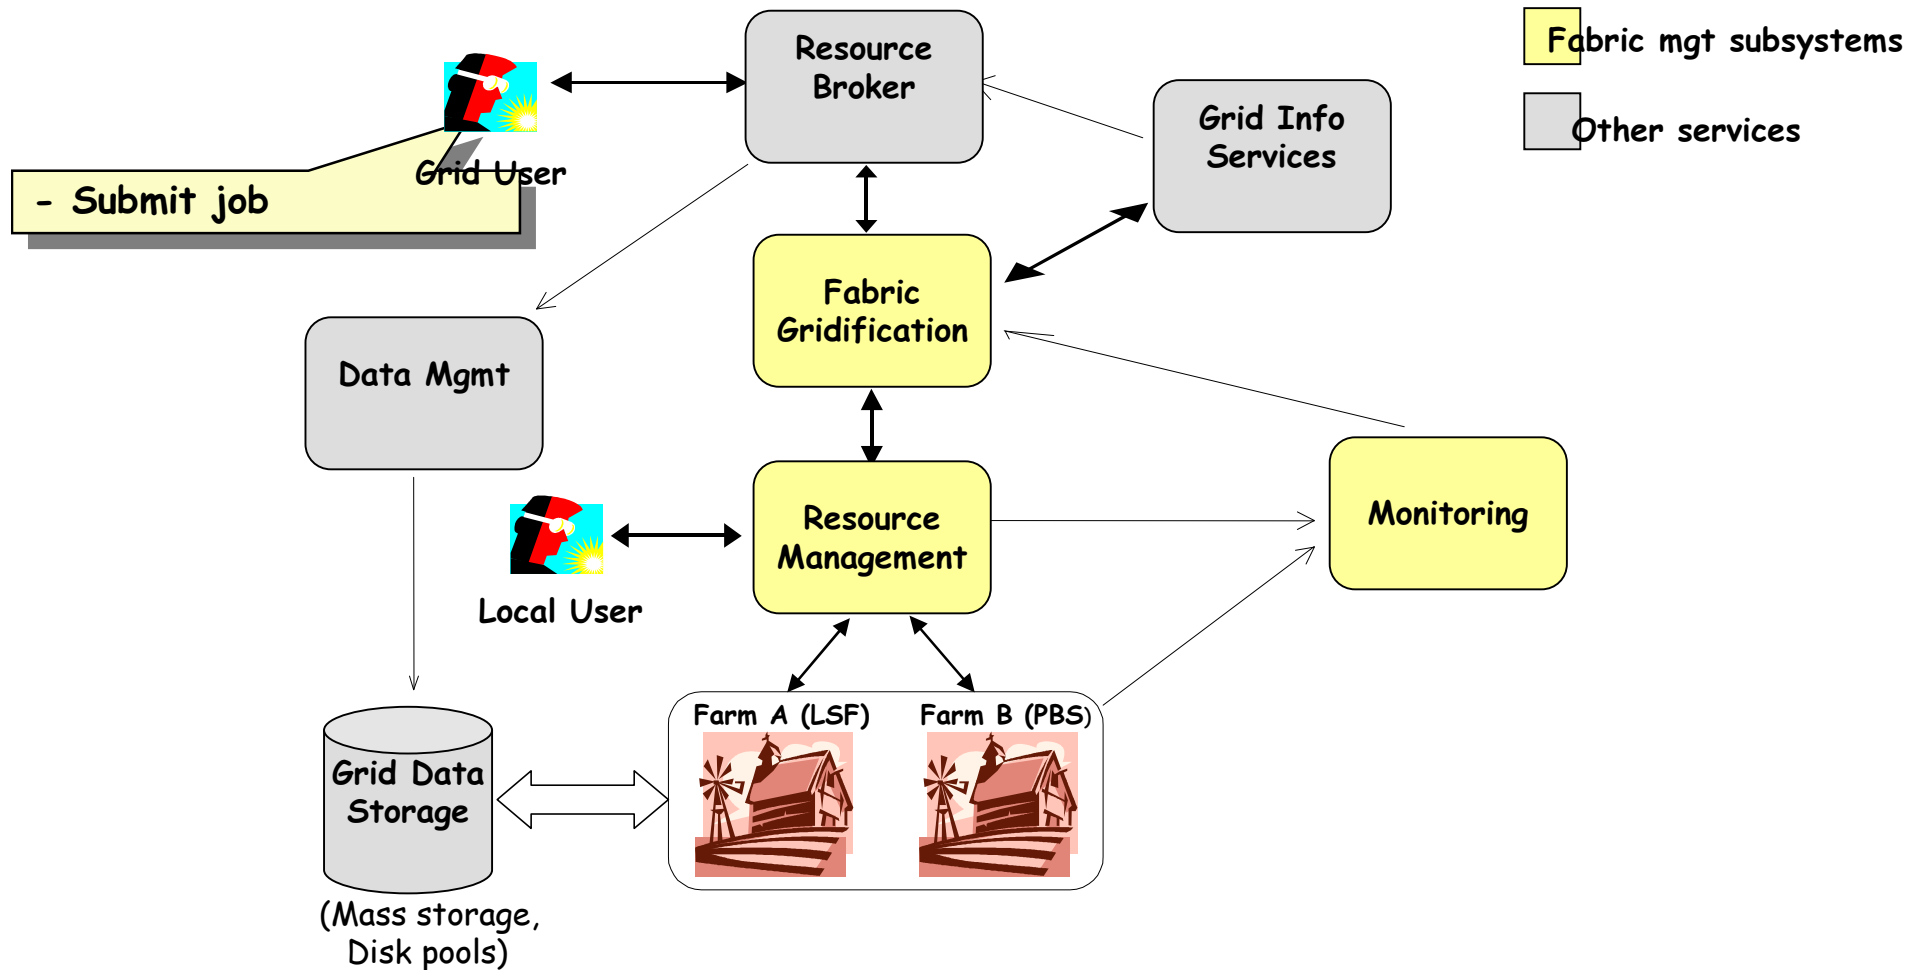 Resource
Broker
Fabric mgt subsystems
Grid Info
Services
Other services
Grid User
- Submit job
Fabric
Gridification
Data Mgmt
Resource
Management
Monitoring
Local User
Farm A (LSF)
Farm B (PBS)
Grid Data
Storage
(Mass storage,
Disk pools)